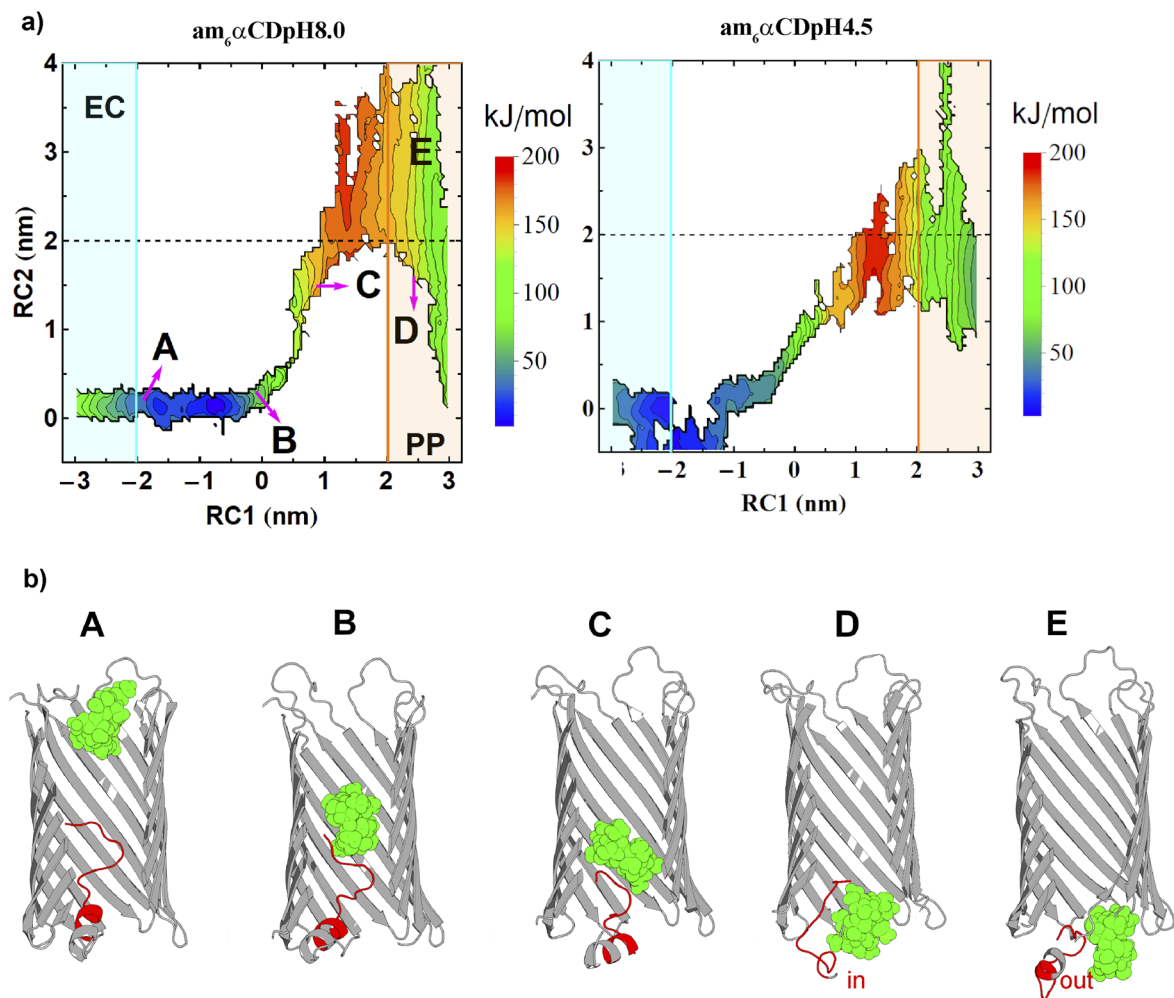 a)
am₆αCDpH8.0
am₆αCDpH4.5
4
3
2
1
0
RC2 (nm)
EC
A
B
C
D
E
PP
−3 −2 −1 0 1 2 3
RC1 (nm)
kJ/mol
200
150
100
50
4
3
2
1
0
−2 −1 0 1 2 3
RC1 (nm)
kJ/mol
200
150
100
50
b)
A B C D E
in
out